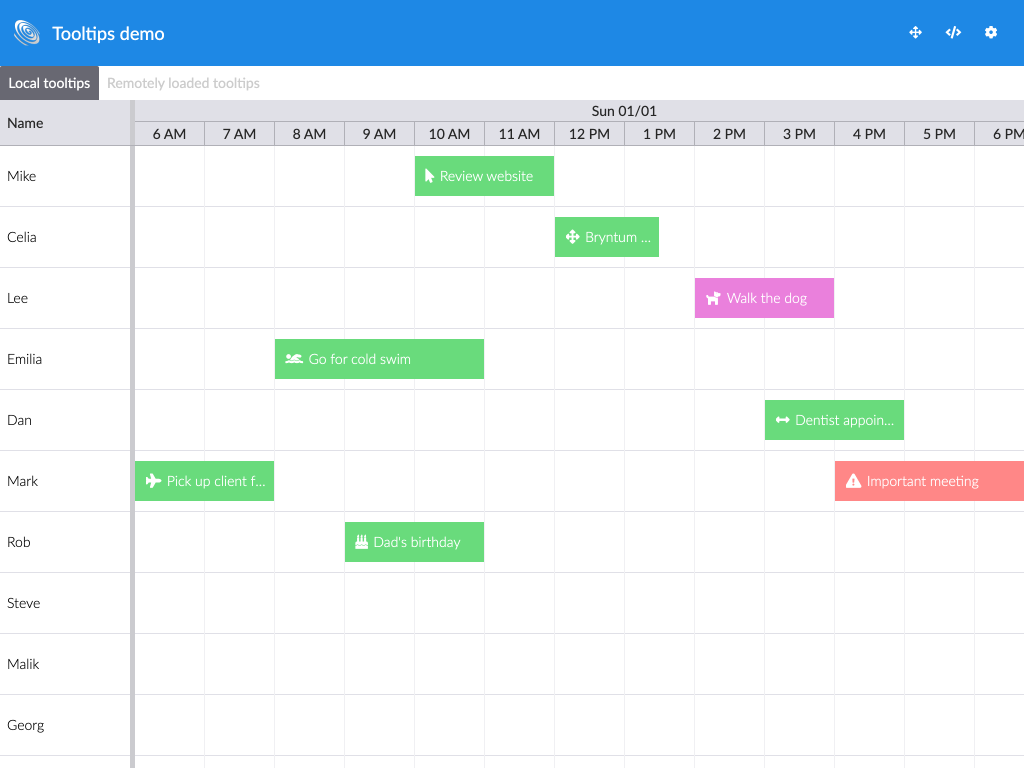 Tooltips demo
Local tooltips
Remotely loaded tooltips
Name
Sun 01/01
6 AM 7 AM 8 AM 9 AM 10 AM 11 AM 12 PM 1 PM 2 PM 3 PM 4 PM 5 PM 6 PM
Mike
Review website
Celia
Bryntum ...
Lee
Walk the dog
Emilia
Go for cold swim
Dan
Dentist appoin...
Mark
Pick up client f...
Important meeting
Rob
Dad's birthday
Steve
Malik
Georg